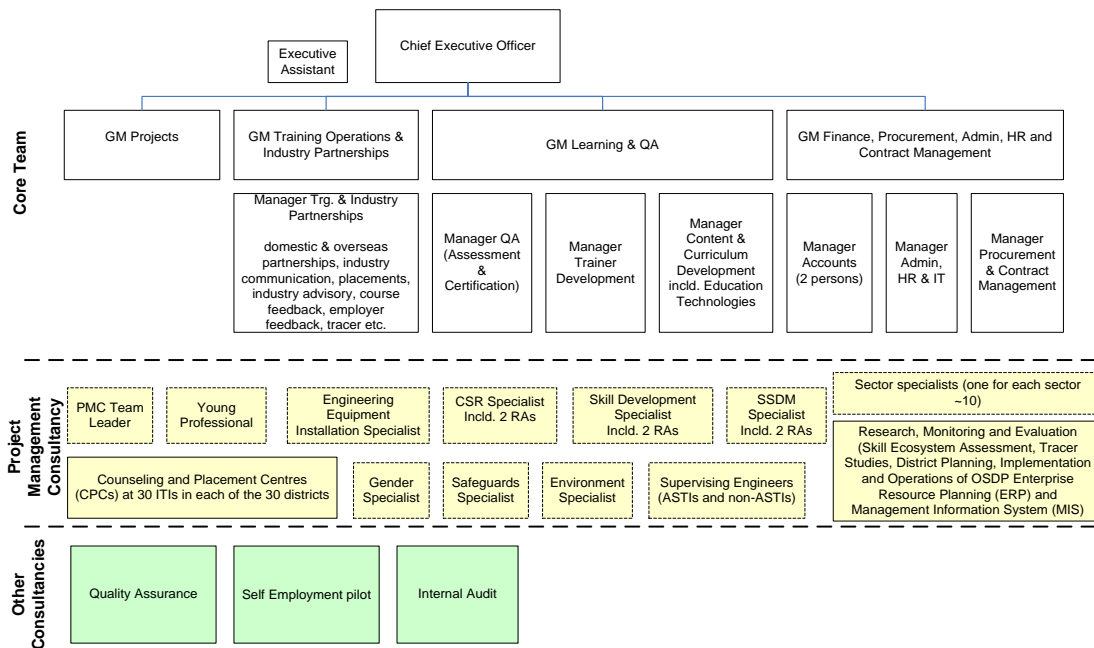 Chief Executive Officer
Executive
Assistant
Core Team
GM Projects
GM Training Operations &
Industry Partnerships
GM Learning & QA
GM Finance, Procurement, Admin, HR and
Contract Management
Manager Trg. & Industry
Partnerships
domestic & overseas
partnerships, industry
communication, placements,
industry advisory, course
feedback, employer
feedback, tracer etc.
Manager QA
(Assessment
&
Certification)
Manager
Trainer
Development
Manager
Content &
Curriculum
Development
incld. Education
Technologies
Manager
Accounts
(2 persons)
Manager
Admin,
HR & IT
Manager
Procurement
& Contract
Management
Project
Management
Consultancy
PMC Team
Leader
Young
Professional
Engineering
Equipment
Installation Specialist
CSR Specialist
Incld. 2 RAs
Skill Development
Specialist
Incld. 2 RAs
SSDM
Specialist
Incld. 2 RAs
Sector specialists (one for each sector
~10)
Counseling and Placement Centres
(CPCs) at 30 ITIs in each of the 30 districts
Gender
Specialist
Safeguards
Specialist
Environment
Specialist
Supervising Engineers
(ASTIs and non-ASTIs)
Research, Monitoring and Evaluation
(Skill Ecosystem Assessment, Tracer
Studies, District Planning, Implementation
and Operations of OSDP Enterprise
Resource Planning (ERP) and
Management Information System (MIS)
Other
Consultancies
Quality Assurance
Self Employment pilot
Internal Audit